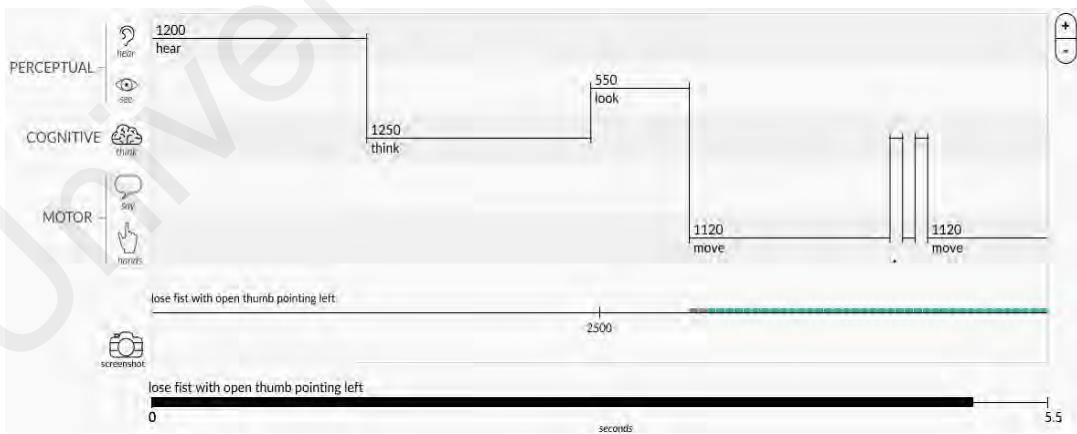 1200
hear
hear
PERCEPTUAL
see
550
look
COGNITIVE
think
1250
think
say
MOTOR
hands
1120
move
1120
move
+
-
lose fist with open thumb pointing left
2500
screenshot
lose fist with open thumb pointing left
0
5.5
seconds
Univer